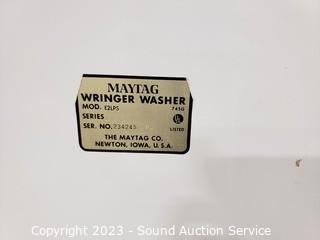 MAYTAG
WRINGER WASHER
MOD. E2LPS 745G
SERIES
SER. NO. 234245 LISTED
THE MAYTAG CO.
NEWTON, IOWA, U.S.A.
Copyright © 2023 - Sound Auction Service